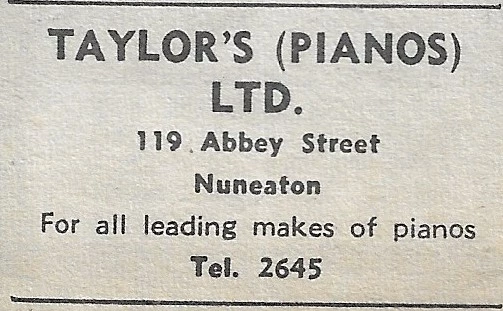 TAYLOR'S (PIANOS)
LTD.
119 Abbey Street
Nuneaton
For all leading makes of pianos
Tel. 2645